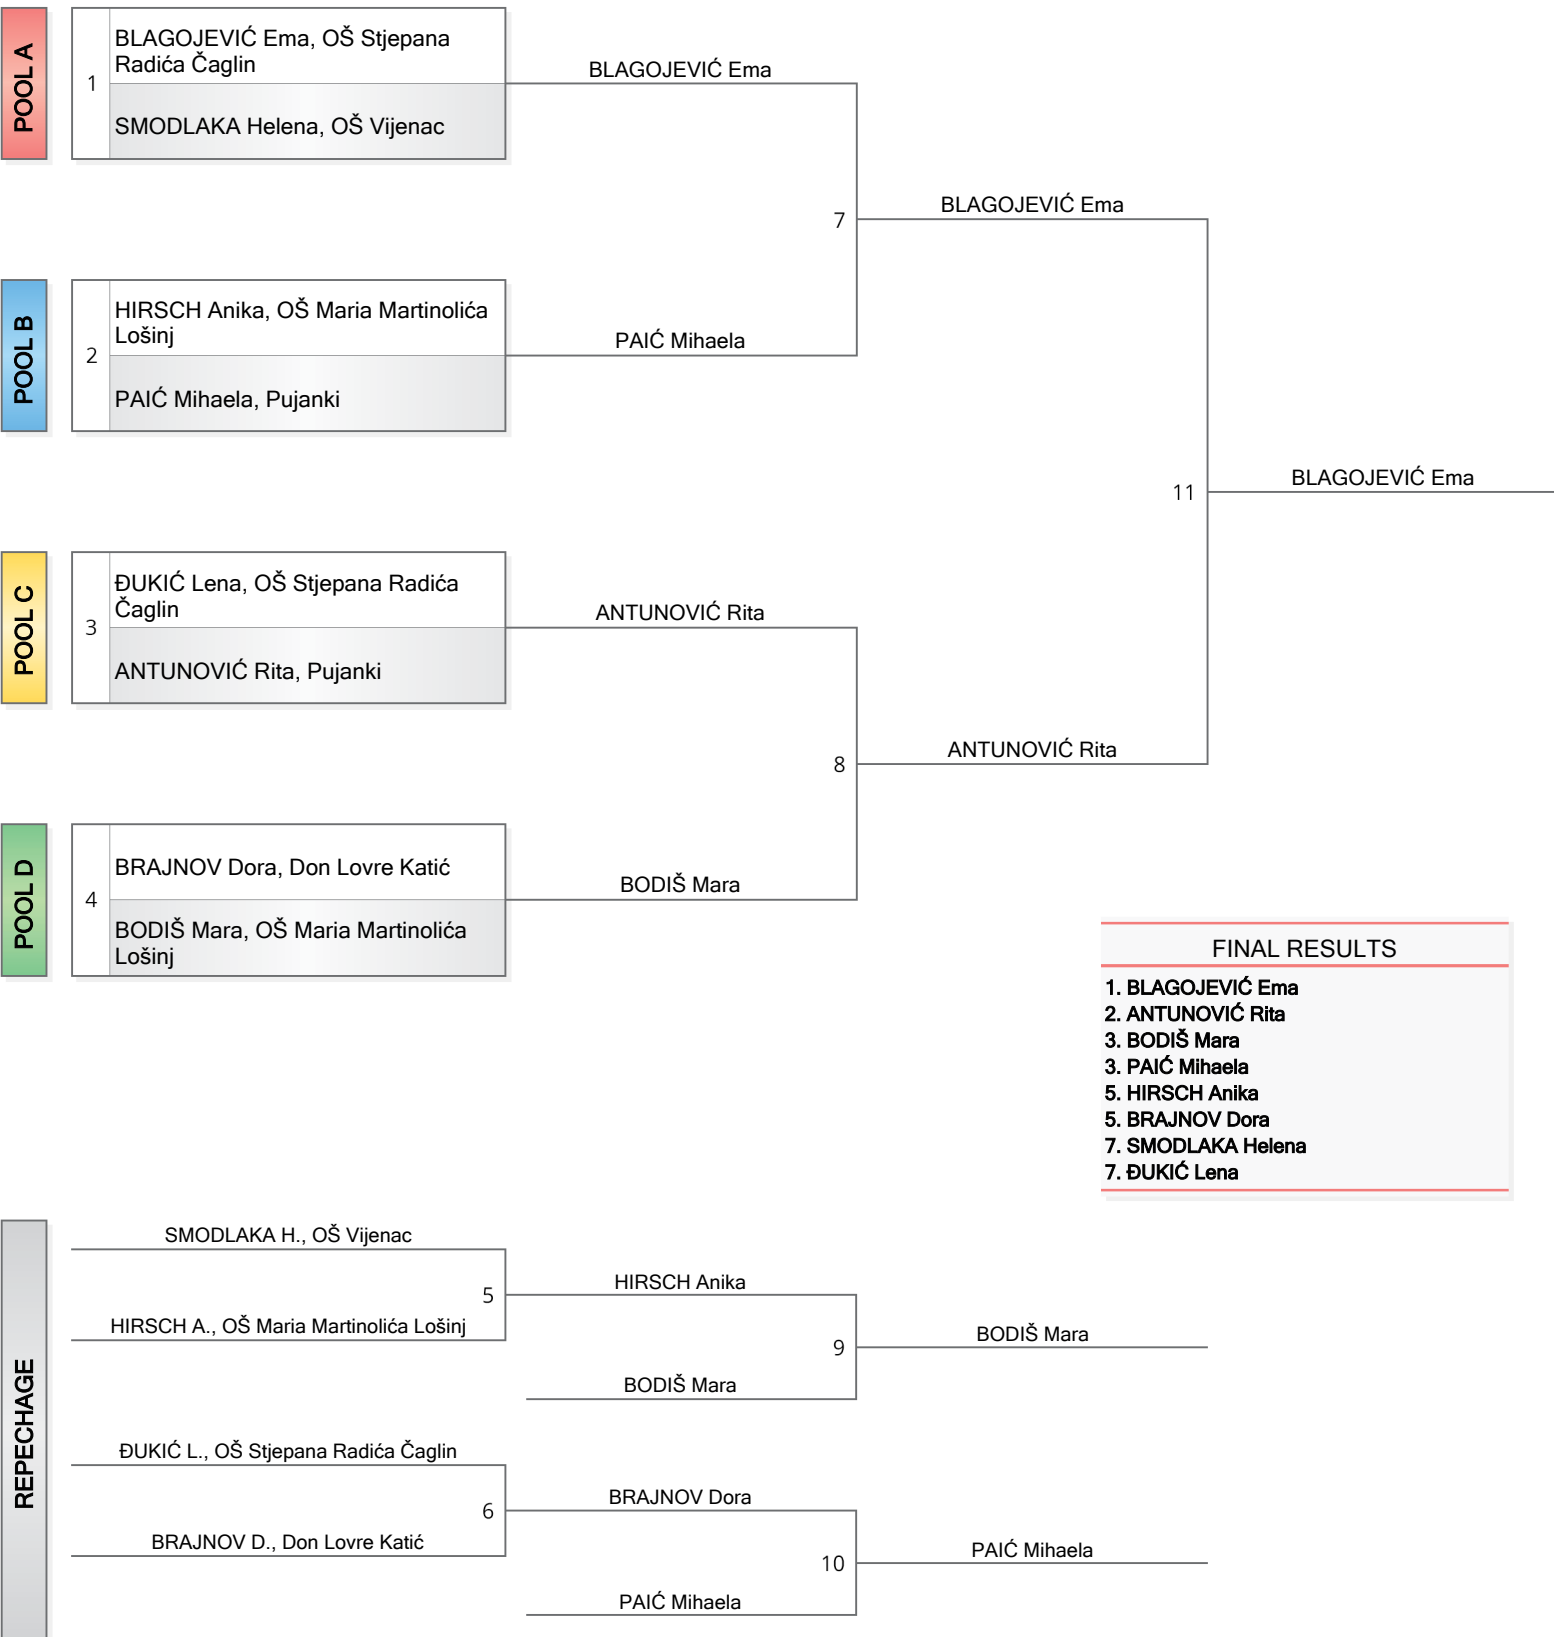 POOL A
1
BLAGOJEVIĆ Ema, OŠ Stjepana
Radića Čaglin
SMODLAKA Helena, OŠ Vijenac
BLAGOJEVIĆ Ema
7
BLAGOJEVIĆ Ema
POOL B
2
HIRSCH Anika, OŠ Maria Martinolića
Lošinj
PAIĆ Mihaela, Pujanki
PAIĆ Mihaela
11
BLAGOJEVIĆ Ema
POOL C
3
ĐUKIĆ Lena, OŠ Stjepana Radića
Čaglin
ANTUNOVIĆ Rita, Pujanki
ANTUNOVIĆ Rita
8
ANTUNOVIĆ Rita
POOL D
4
BRAJNOV Dora, Don Lovre Katić
BODIŠ Mara, OŠ Maria Martinolića
Lošinj
BODIŠ Mara
FINAL RESULTS
1. BLAGOJEVIĆ Ema
2. ANTUNOVIĆ Rita
3. BODIŠ Mara
3. PAIĆ Mihaela
5. HIRSCH Anika
5. BRAJNOV Dora
7. SMODLAKA Helena
7. ĐUKIĆ Lena
REPECHAGE
SMODLAKA H., OŠ Vijenac
5
HIRSCH A., OŠ Maria Martinolića Lošinj
HIRSCH Anika
9
BODIŠ Mara
BODIŠ Mara
ĐUKIĆ L., OŠ Stjepana Radića Čaglin
6
BRAJNOV D., Don Lovre Katić
BRAJNOV Dora
10
PAIĆ Mihaela
PAIĆ Mihaela